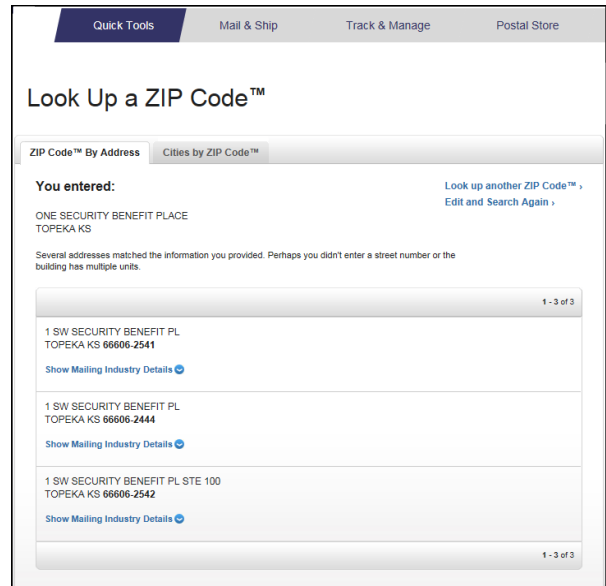 Quick Tools Mail & Ship Track & Manage Postal Store
Look Up a ZIP Code™
ZIP Code™ By Address Cities by ZIP Code™
You entered:
Look up another ZIP Code™ ›
Edit and Search Again ›
ONE SECURITY BENEFIT PLACE
TOPEKA KS
Several addresses matched the information you provided. Perhaps you didn't enter a street number or the
building has multiple units.
1 - 3 of 3
1 SW SECURITY BENEFIT PL
TOPEKA KS 66606-2541
Show Mailing Industry Details
1 SW SECURITY BENEFIT PL
TOPEKA KS 66606-2444
Show Mailing Industry Details
1 SW SECURITY BENEFIT PL STE 100
TOPEKA KS 66606-2542
Show Mailing Industry Details
1 - 3 of 3